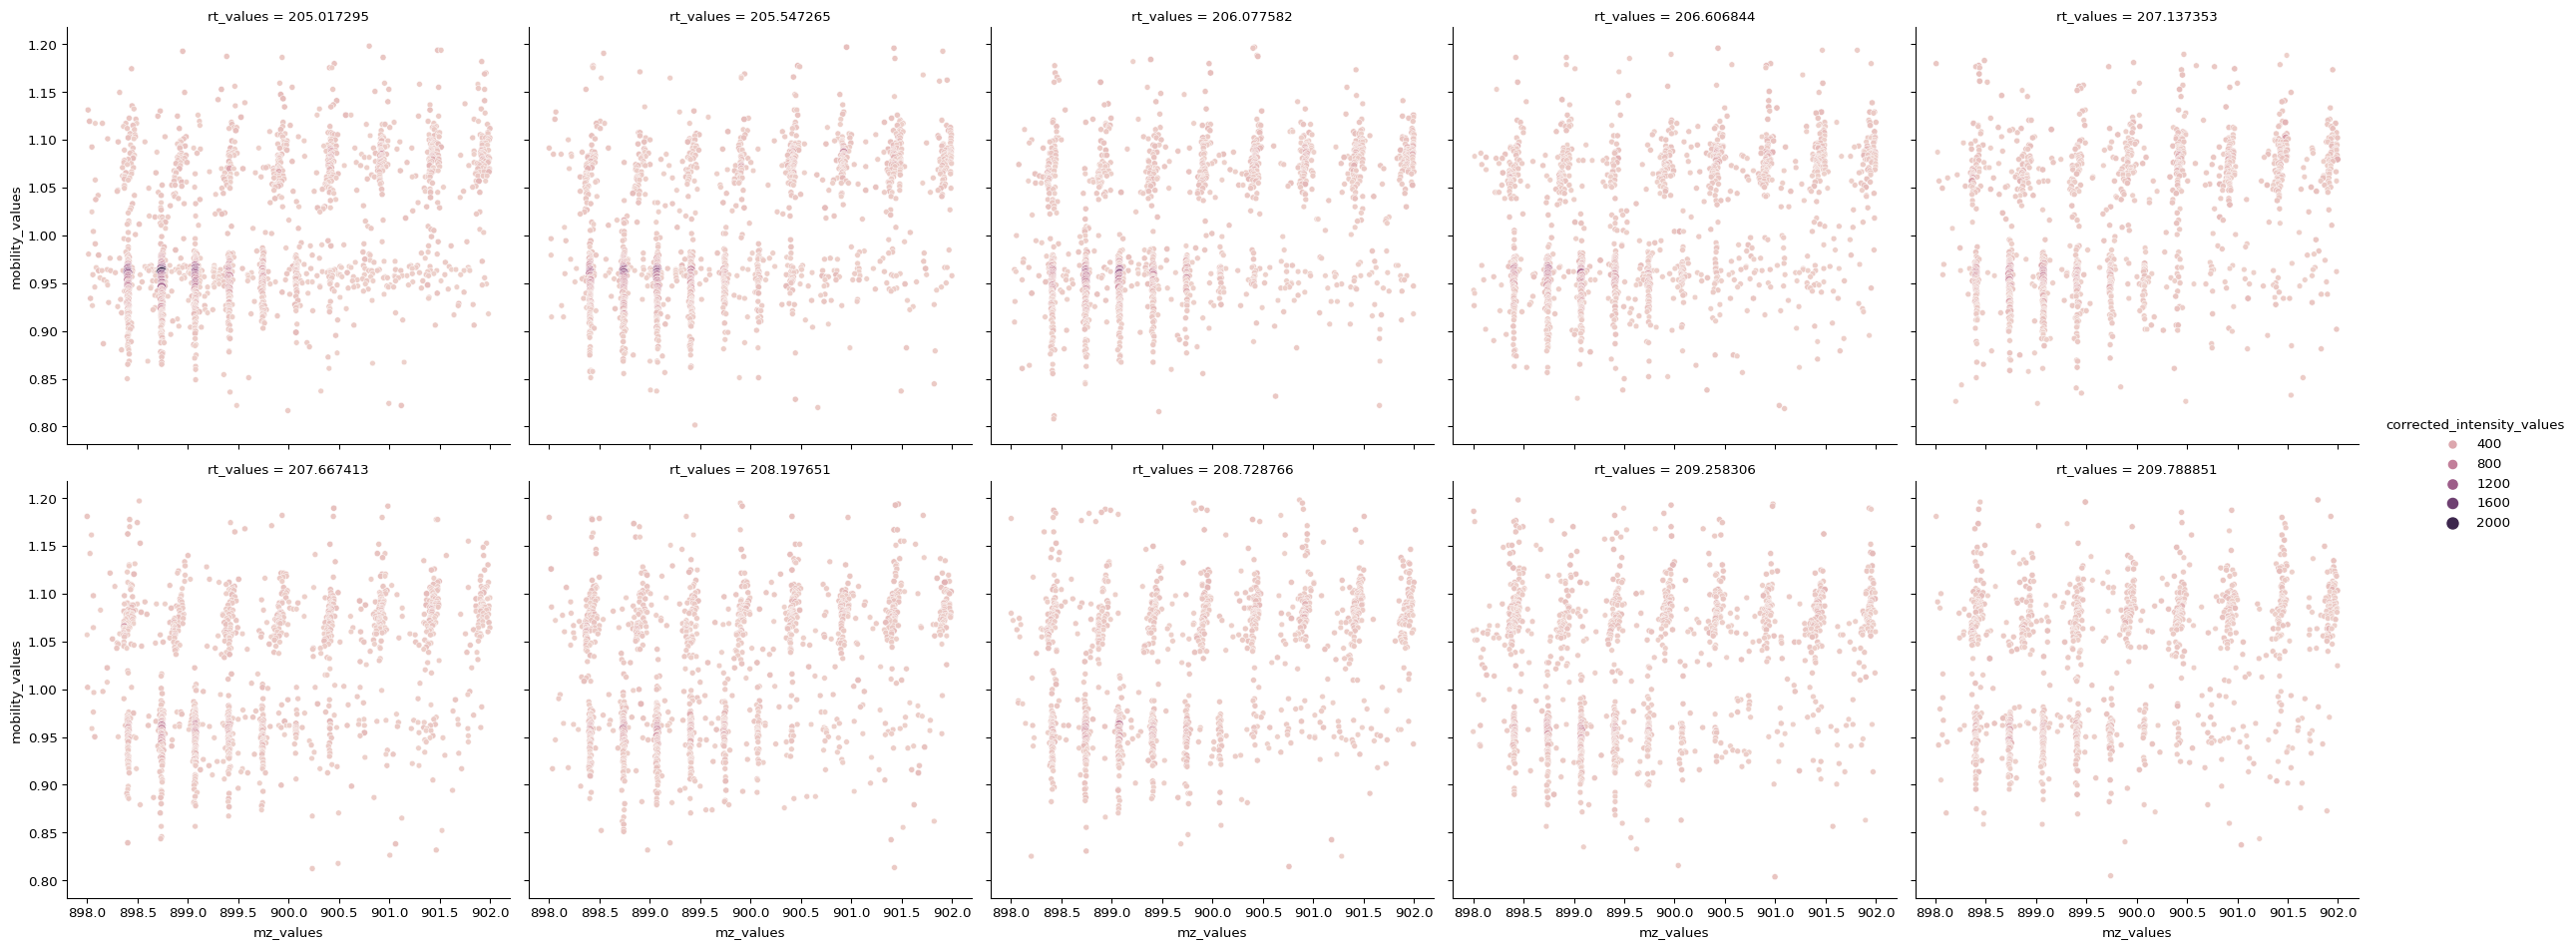 rt_values = 205.017295
rt_values = 205.547265
rt_values = 206.077582
rt_values = 206.606844
rt_values = 207.137353
1.20
1.15
1.10
1.05
1.00
0.95
0.90
0.85
0.80
mobility_values
corrected_intensity_values
400
800
1200
1600
2000
rt_values = 207.667413
rt_values = 208.197651
rt_values = 208.728766
rt_values = 209.258306
rt_values = 209.788851
1.20
1.15
1.10
1.05
1.00
0.95
0.90
0.85
0.80
mobility_values
898.0 898.5 899.0 899.5 900.0 900.5 901.0 901.5 902.0
898.0 898.5 899.0 899.5 900.0 900.5 901.0 901.5 902.0
898.0 898.5 899.0 899.5 900.0 900.5 901.0 901.5 902.0
898.0 898.5 899.0 899.5 900.0 900.5 901.0 901.5 902.0
898.0 898.5 899.0 899.5 900.0 900.5 901.0 901.5 902.0
mz_values
mz_values
mz_values
mz_values
mz_values